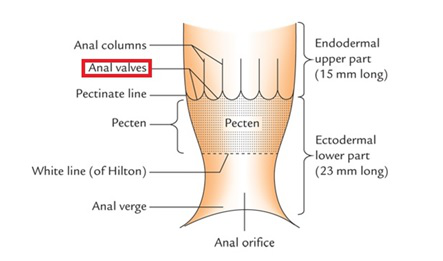 Anal columns
Anal valves
Pectinate line
Pecten
White line (of Hilton)
Anal verge
Pecten
Anal orifice
Endodermal
upper part
(15 mm long)
Ectodermal
lower part
(23 mm long)